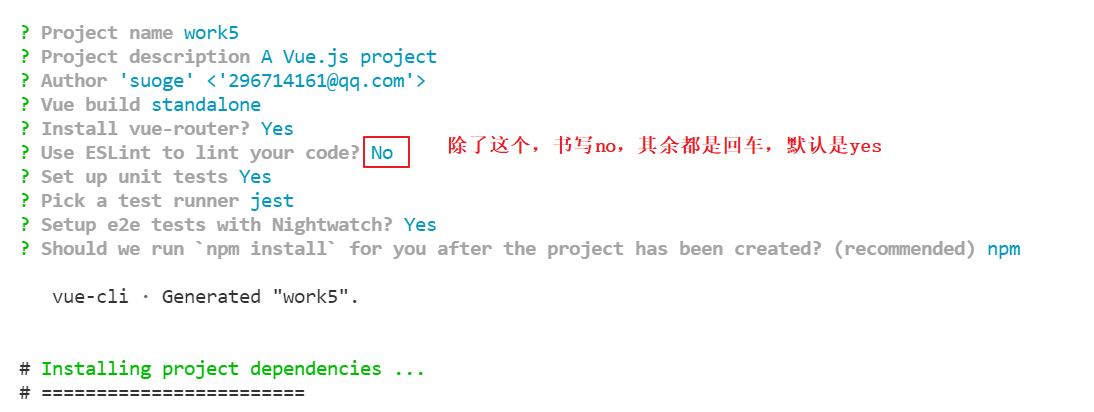 ? Project name work5
? Project description A Vue.js project
? Author 'suoge' <'296714161@qq.com'>
? Vue build standalone
? Install vue-router? Yes
? Use ESLint to lint your code? No 除了这个，书写no，其余都是回车，默认是yes
? Set up unit tests Yes
? Pick a test runner jest
? Setup e2e tests with Nightwatch? Yes
? Should we run `npm install` for you after the project has been created? (recommended) npm
vue-cli · Generated "work5".
# Installing project dependencies ...
# ========================